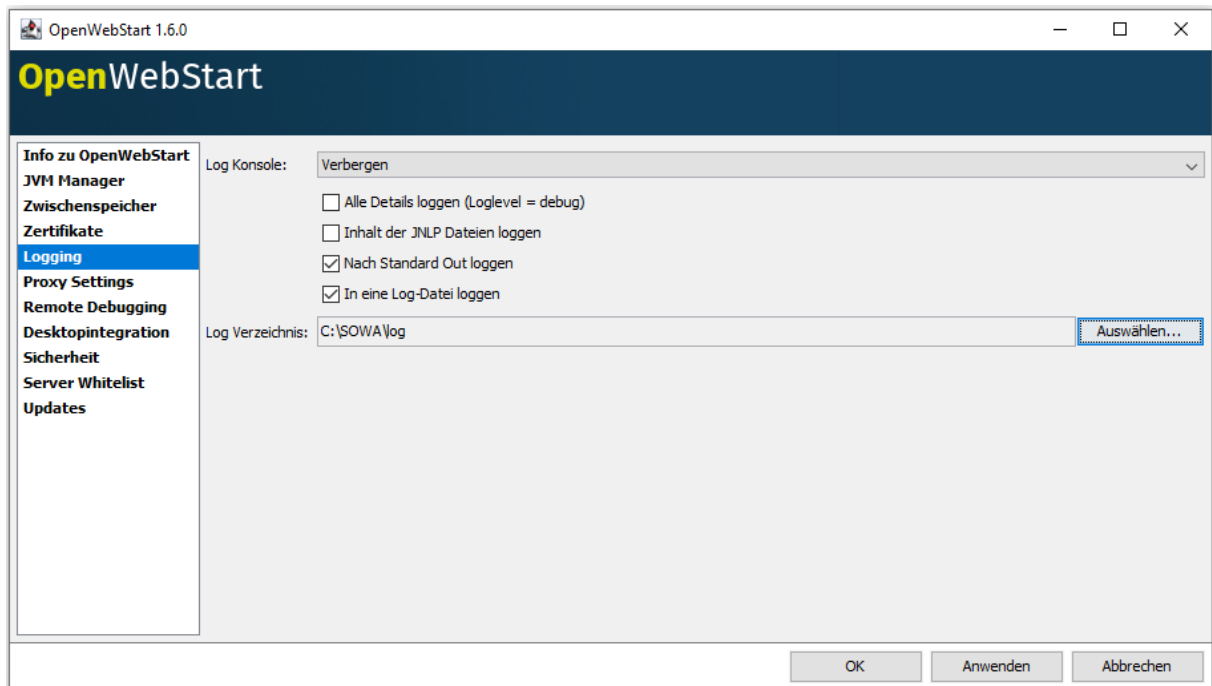 OpenWebStart 1.6.0
OpenWebStart
Info zu OpenWebStart
JVM Manager
Zwischenspeicher
Zertifikate
Logging
Proxy Settings
Remote Debugging
Desktopintegration
Sicherheit
Server Whitelist
Updates
Log Konsole: Verbergen
Alle Details loggen (Loglevel = debug)
Inhalt der JNLP Dateien loggen
Nach Standard Out loggen
In eine Log-Datei loggen
Log Verzeichnis: C:\SOWA\log Auswählen...
OK Anwenden Abbrechen